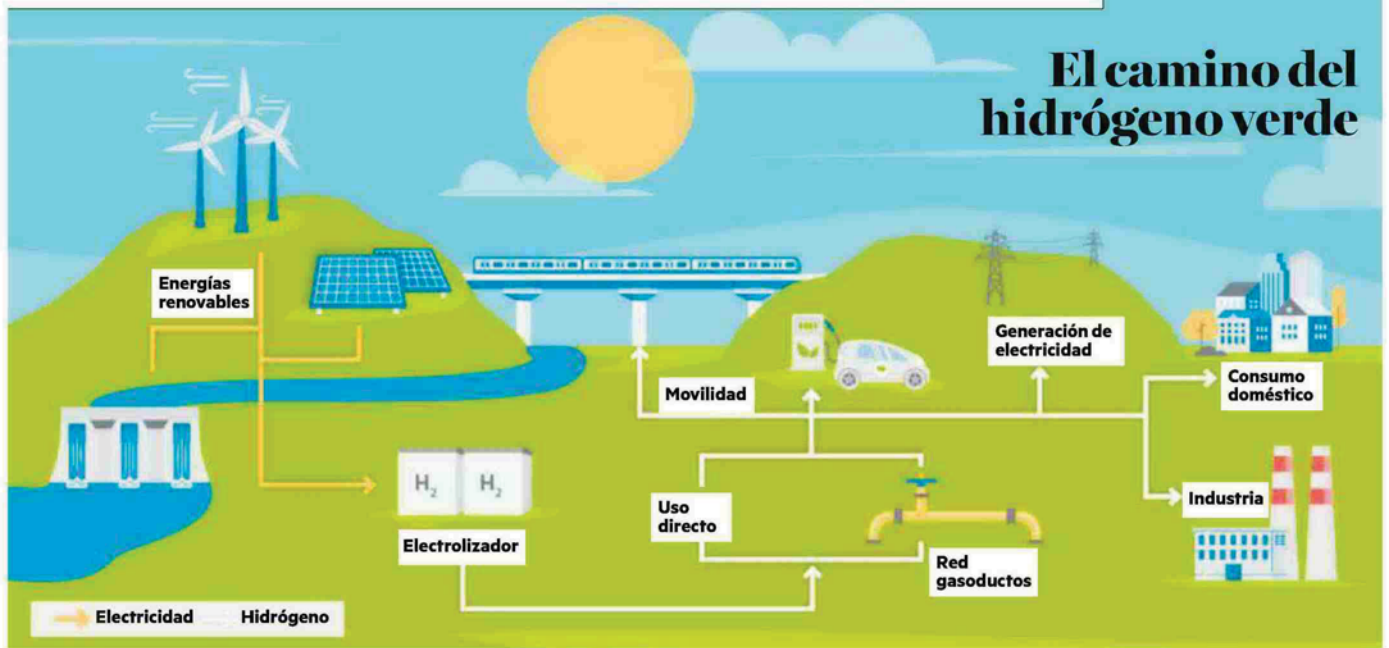 El camino del
hidrógeno verde
Energías
renovables
Generación de
electricidad
Movilidad
Consumo
doméstico
H₂ H₂
Uso
directo
Industria
Electrolizador
Red
gasoductos
Electricidad Hidrógeno